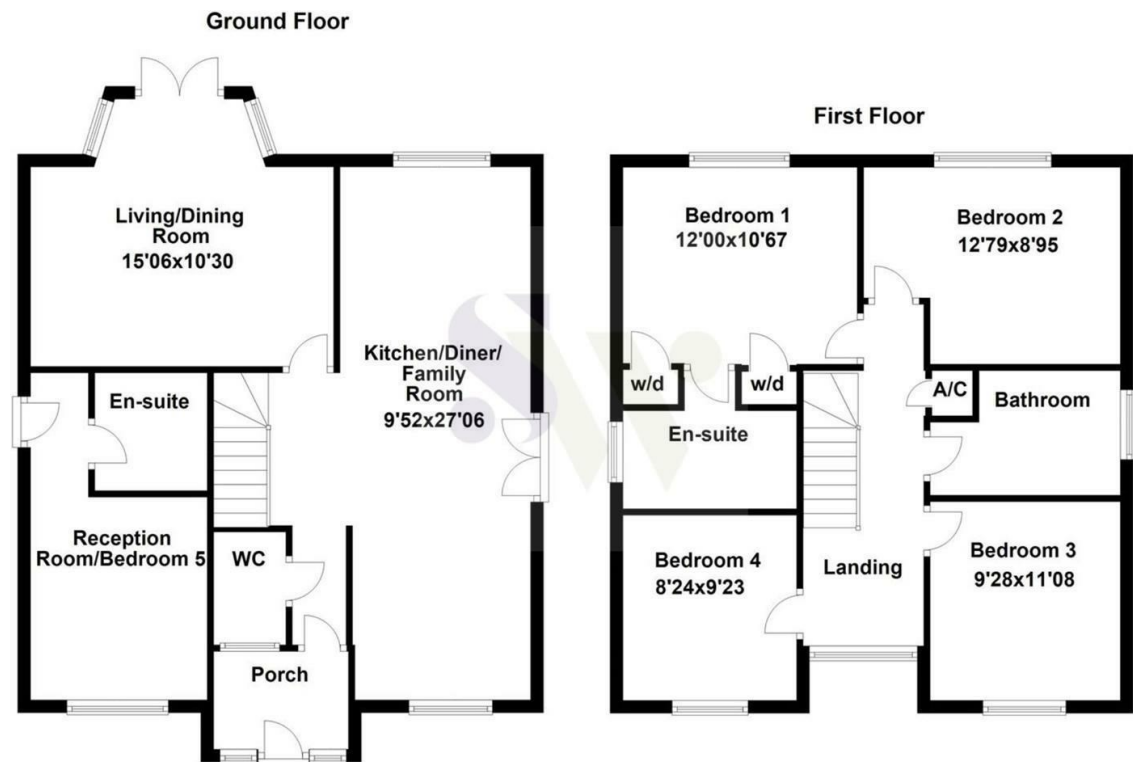 Ground Floor
Living/Dining
Room
15'06x10'30
Kitchen/Diner/
Family
Room
9'52x27'06
En-suite
Reception
Room/Bedroom 5
WC
Porch
First Floor
Bedroom 1
12'00x10'67
Bedroom 2
12'79x8'95
w/d
w/d
En-suite
A/C
Bathroom
Bedroom 4
8'24x9'23
Landing
Bedroom 3
9'28x11'08
SW